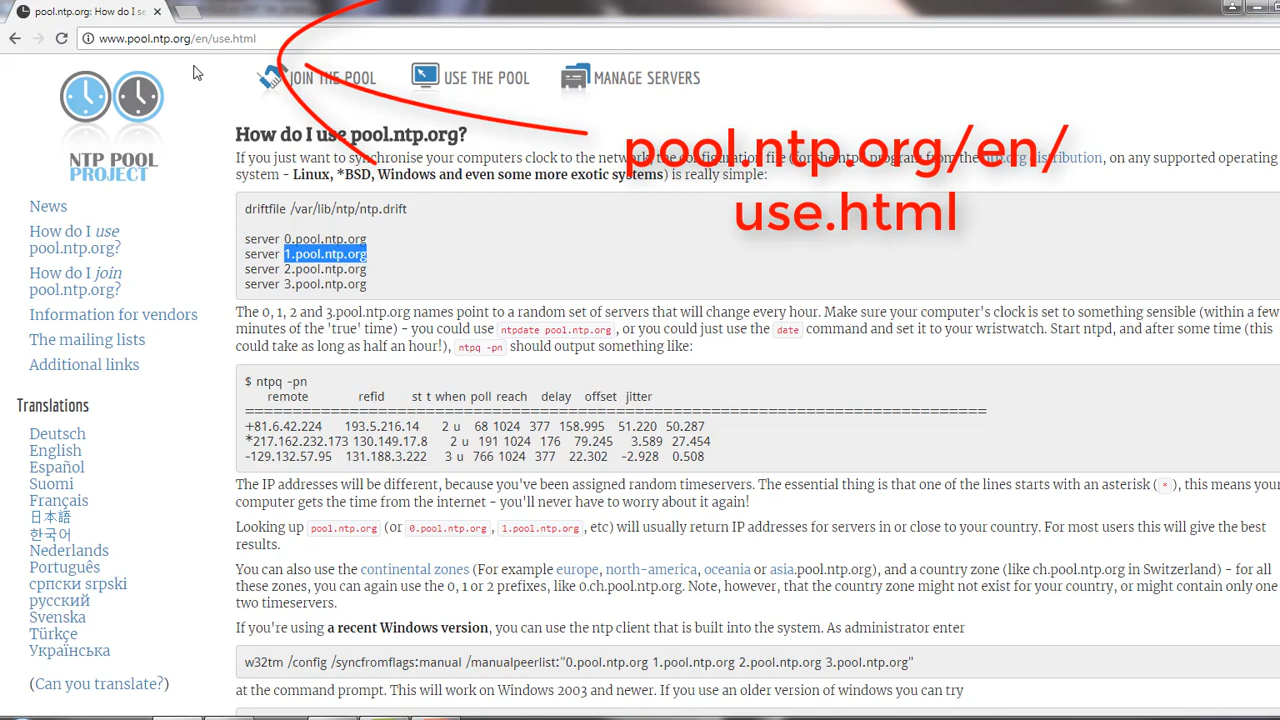 pool.ntp.org: How do I se
www.pool.ntp.org/en/use.html
JOIN THE POOL
USE THE POOL
MANAGE SERVERS
NTP POOL
PROJECT
News
How do I use
pool.ntp.org?
How do I join
pool.ntp.org?
Information for vendors
The mailing lists
Additional links
Translations
Deutsch
English
Español
Suomi
Français
日本語
한국어
Nederlands
Português
српски srpski
русский
Svenska
Türkçe
Українська
(Can you translate?)
pool.ntp.org/en/
use.html
How do I use pool.ntp.org?
If you just want to synchronise your computers clock to the network, the configuration file (for the ntpd program from the ntp.org distribution, on any supported operating
system - Linux, *BSD, Windows and even some more exotic systems) is really simple:
driftfile /var/lib/ntp/ntp.drift
server 0.pool.ntp.org
server 1.pool.ntp.org
server 2.pool.ntp.org
server 3.pool.ntp.org
The 0, 1, 2 and 3.pool.ntp.org names point to a random set of servers that will change every hour. Make sure your computer's clock is set to something sensible (within a few
minutes of the 'true' time) - you could use ntpdate pool.ntp.org, or you could just use the date command and set it to your wristwatch. Start ntpd, and after some time (this
could take as long as half an hour!), ntpq -pn should output something like:
$ ntpq -pn
remote refid st t when poll reach delay offset jitter
==============================================================================
+81.6.42.224 193.5.216.14 2 u 68 1024 377 158.995 51.220 50.287
*217.162.232.173 130.149.17.8 2 u 191 1024 176 79.245 3.589 27.454
-129.132.57.95 131.188.3.222 3 u 766 1024 377 22.302 -2.928 0.508
The IP addresses will be different, because you've been assigned random timeservers. The essential thing is that one of the lines starts with an asterisk (*), this means your
computer gets the time from the internet - you'll never have to worry about it again!
Looking up pool.ntp.org (or 0.pool.ntp.org, 1.pool.ntp.org, etc) will usually return IP addresses for servers in or close to your country. For most users this will give the best
results.
You can also use the continental zones (For example europe, north-america, oceania or asia.pool.ntp.org), and a country zone (like ch.pool.ntp.org in Switzerland) - for all
these zones, you can again use the 0, 1 or 2 prefixes, like 0.ch.pool.ntp.org. Note, however, that the country zone might not exist for your country, or might contain only one
two timeservers.
If you're using a recent Windows version, you can use the ntp client that is built into the system. As administrator enter
w32tm /config /syncfromflags:manual /manualpeerlist:"0.pool.ntp.org 1.pool.ntp.org 2.pool.ntp.org 3.pool.ntp.org"
at the command prompt. This will work on Windows 2003 and newer. If you use an older version of windows you can try